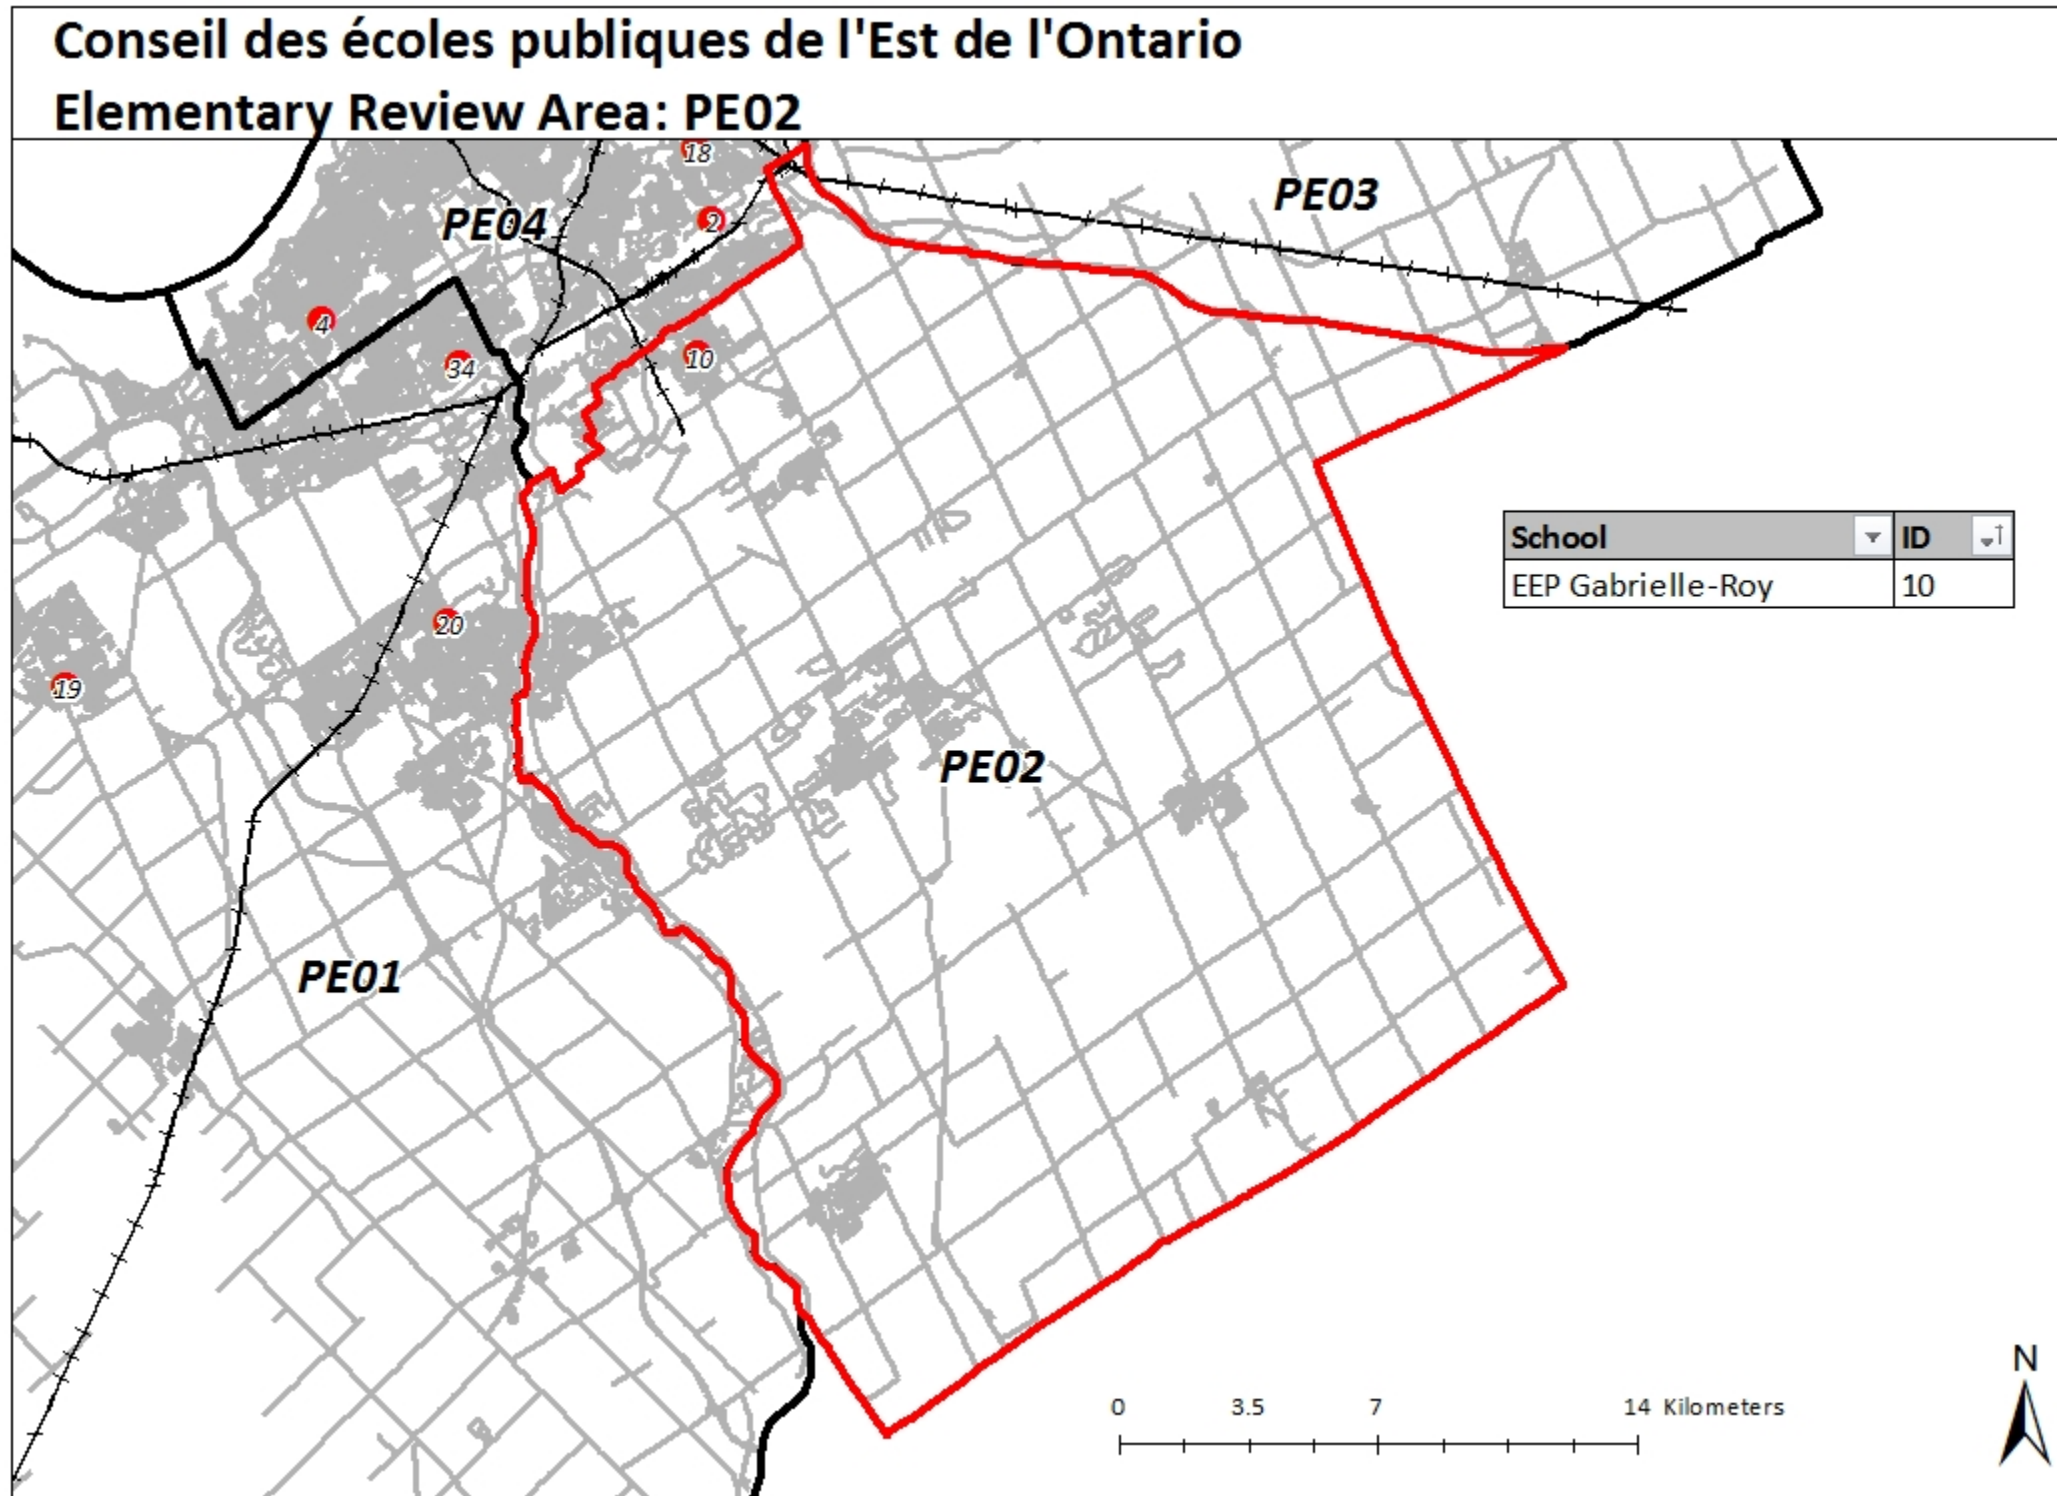 Conseil des écoles publiques de l'Est de l'Ontario
Elementary Review Area: PE02
18
PE03
2
PE04
4
10
34
School ID
EEP Gabrielle-Roy 10
20
19
PE02
PE01
N
0 3.5 7 14 Kilometers